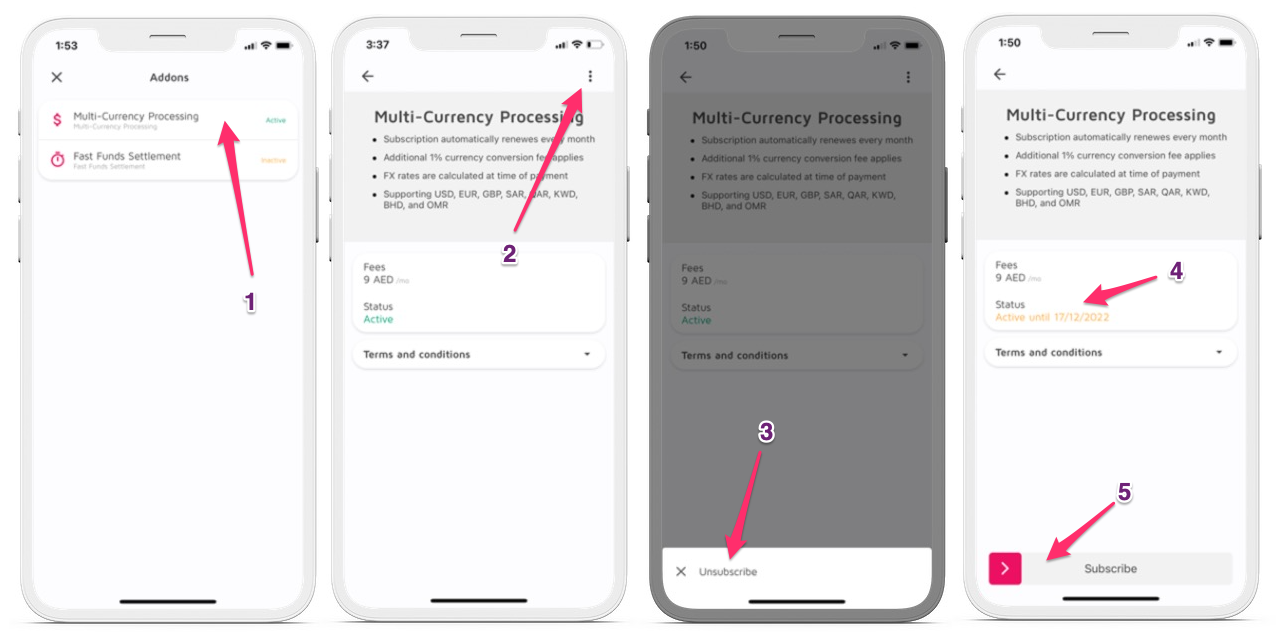 1:53
Addons
Multi-Currency Processing
Multi-Currency Processing
Active
Fast Funds Settlement
Fast Funds Settlement
Inactive
1
3:37
Multi-Currency Processing
Subscription automatically renewes every month
Additional 1% currency conversion fee applies
FX rates are calculated at time of payment
Supporting USD, EUR, GBP, SAR, QAR, KWD,
BHD, and OMR
2
Fees
9 AED /mo
Status
Active
Terms and conditions
1:50
Multi-Currency Processing
Subscription automatically renewes every month
Additional 1% currency conversion fee applies
FX rates are calculated at time of payment
Supporting USD, EUR, GBP, SAR, QAR, KWD,
BHD, and OMR
Fees
9 AED /mo
Status
Active
Terms and conditions
3
Unsubscribe
1:50
Multi-Currency Processing
Subscription automatically renewes every month
Additional 1% currency conversion fee applies
FX rates are calculated at time of payment
Supporting USD, EUR, GBP, SAR, QAR, KWD,
BHD, and OMR
Fees
9 AED /mo
4
Status
Active until 17/12/2022
Terms and conditions
5
Subscribe